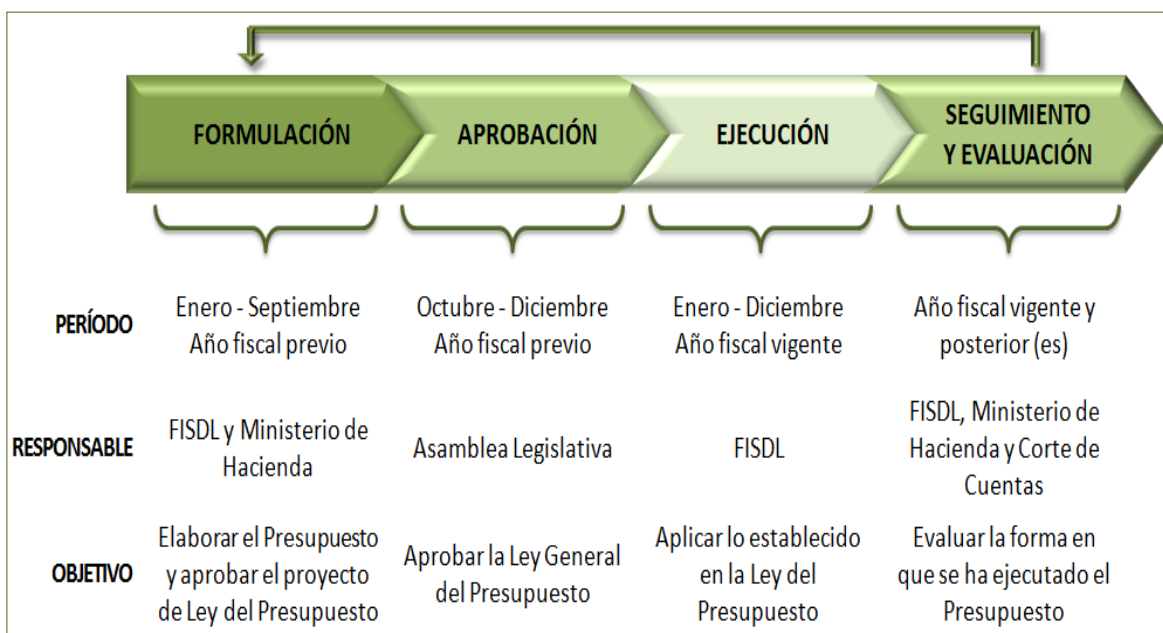 FORMULACIÓN
APROBACIÓN
EJECUCIÓN
SEGUIMIENTO
Y EVALUACIÓN
PERÍODO
Enero - Septiembre
Año fiscal previo
Octubre - Diciembre
Año fiscal previo
Enero - Diciembre
Año fiscal vigente
Año fiscal vigente y
posterior (es)
RESPONSABLE
FISDL y Ministerio de
Hacienda
Asamblea Legislativa
FISDL
FISDL, Ministerio de
Hacienda y Corte de
Cuentas
OBJETIVO
Elaborar el Presupuesto
y aprobar el proyecto
de Ley del Presupuesto
Aprobar la Ley General
del Presupuesto
Aplicar lo establecido
en la Ley del
Presupuesto
Evaluar la forma en
que se ha ejecutado el
Presupuesto